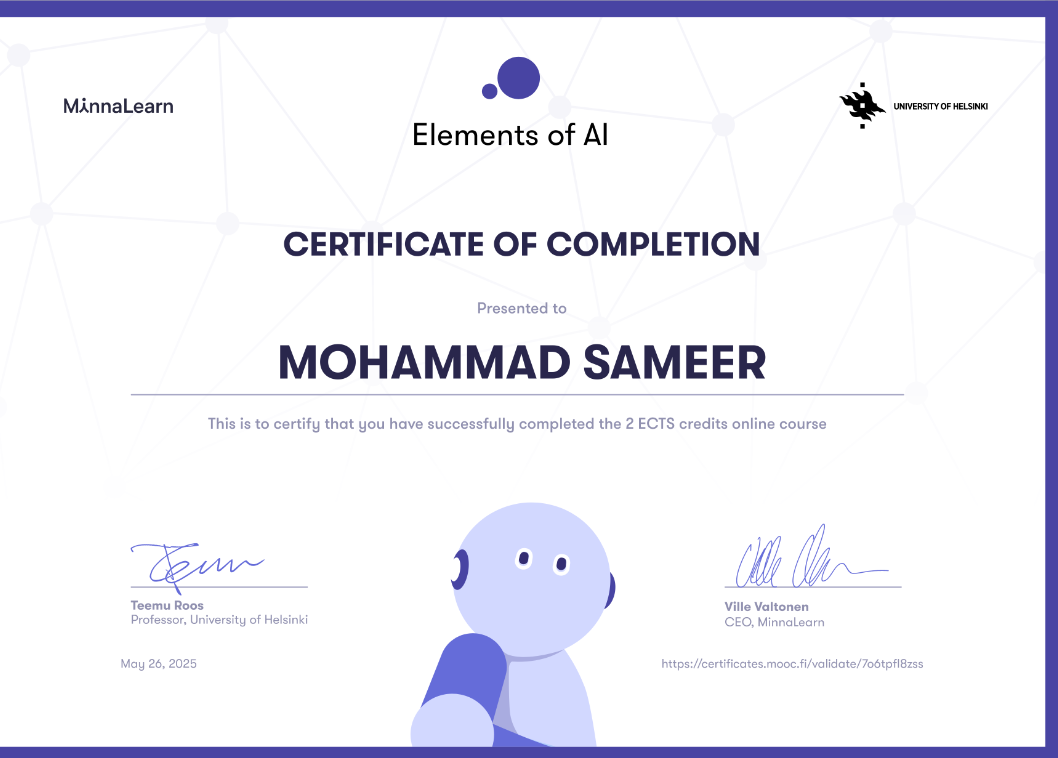 MinnaLearn
Elements of AI
UNIVERSITY OF HELSINKI
CERTIFICATE OF COMPLETION
Presented to
MOHAMMAD SAMEER
This is to certify that you have successfully completed the 2 ECTS credits online course
Teemu Roos
Professor, University of Helsinki
Ville Valtonen
CEO, MinnaLearn
May 26, 2025
https://certificates.mooc.fi/validate/7o6tpfl8zss